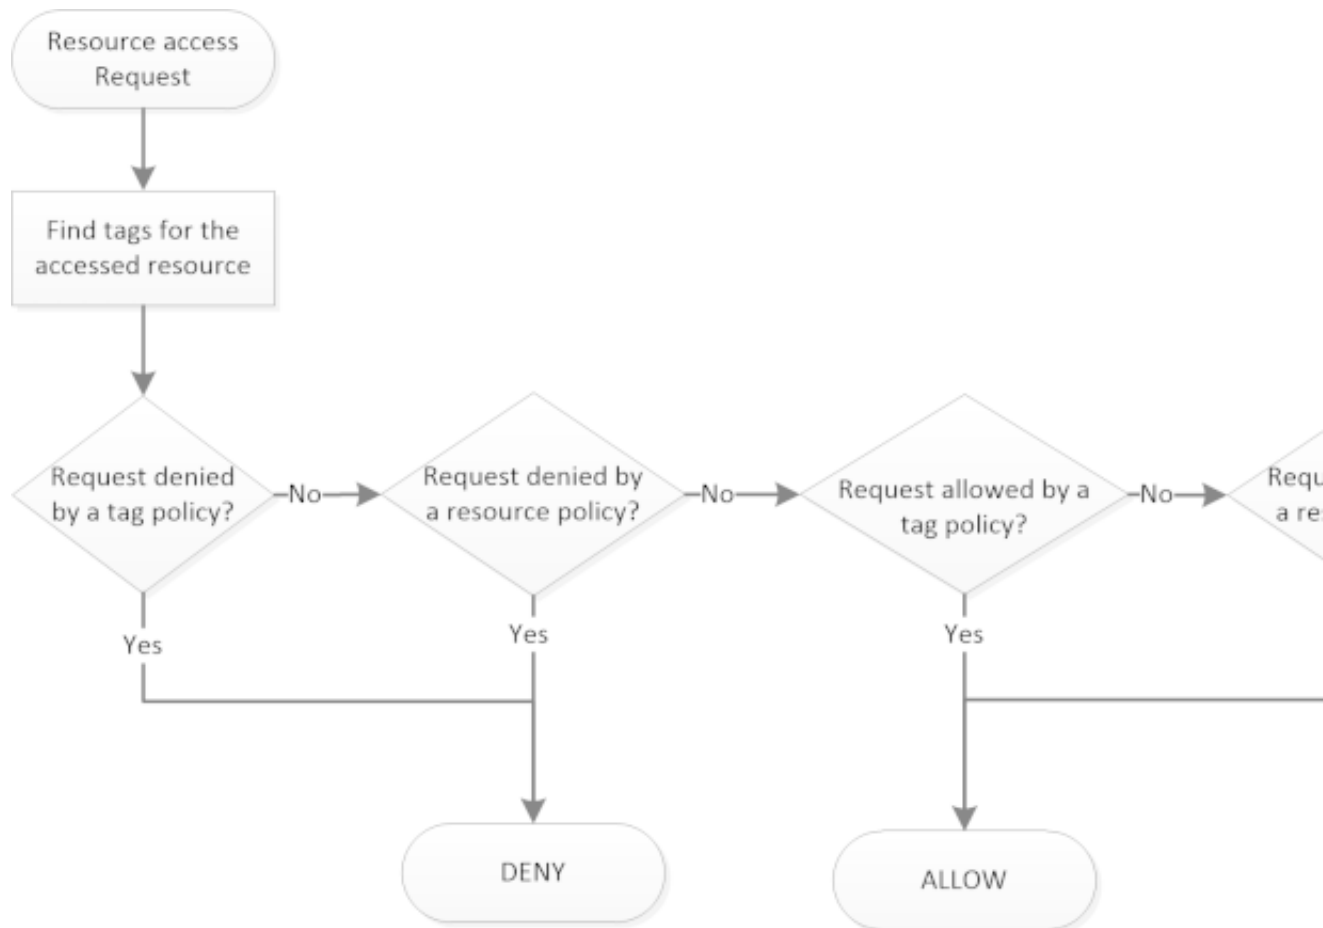 Resource access
Request
Find tags for the
accessed resource
Request denied
by a tag policy?
No
Request denied by
a resource policy?
No
Request allowed by a
tag policy?
No
a
Yes
Yes
Yes
DENY
ALLOW